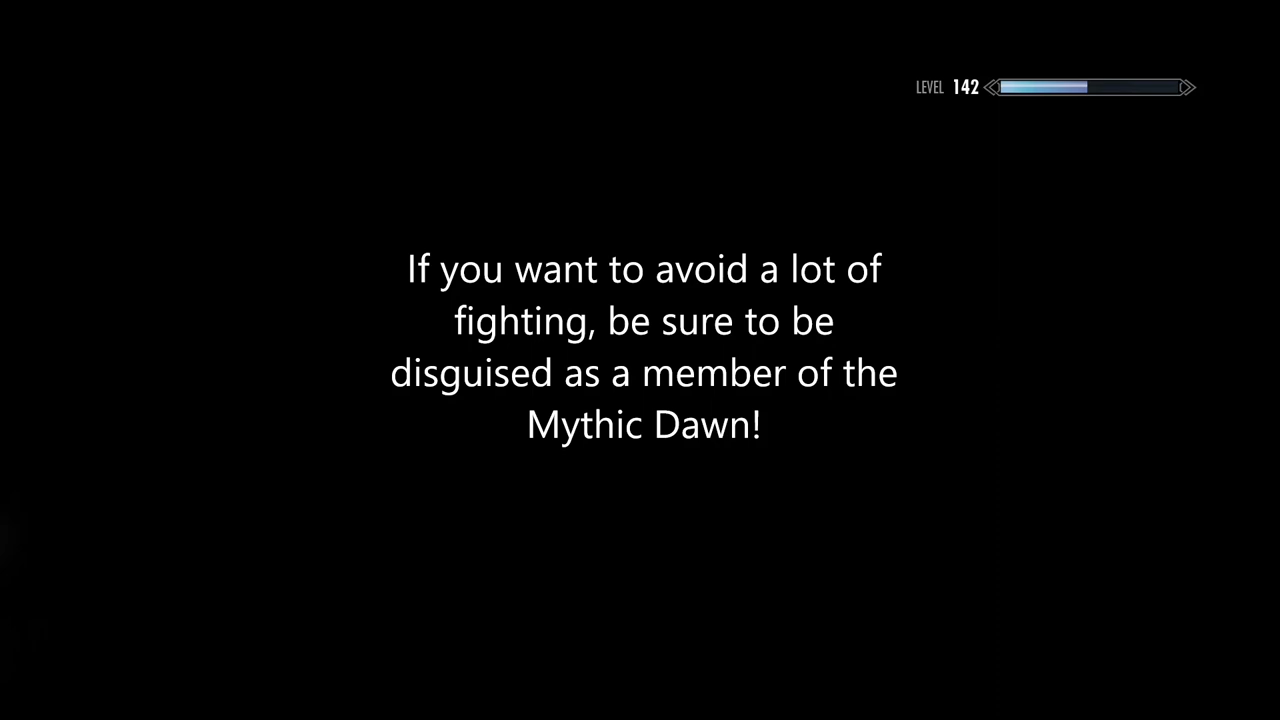 LEVEL 142
If you want to avoid a lot of
fighting, be sure to be
disguised as a member of the
Mythic Dawn!